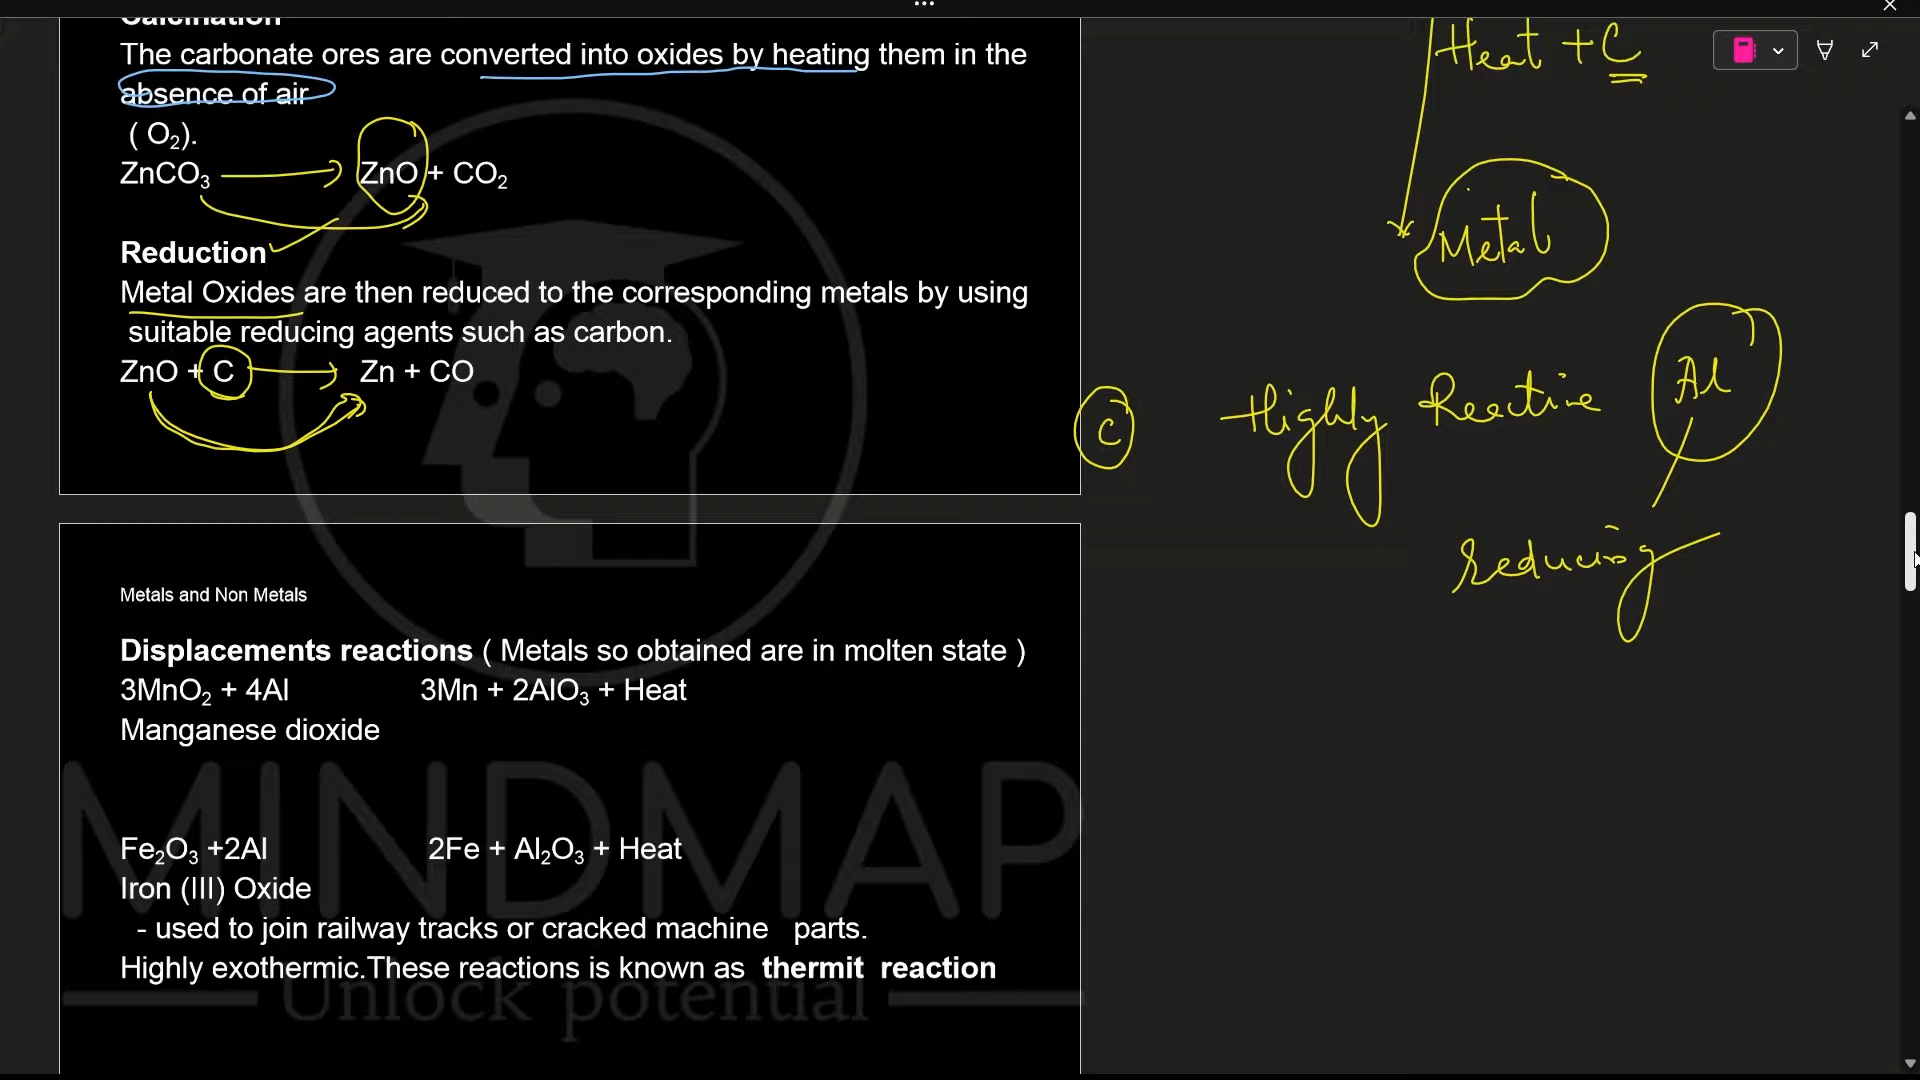 Calcination
The carbonate ores are converted into oxides by heating them in the
absence of air
( O₂).
ZnCO₃ ZnO + CO₂
Reduction
Metal Oxides are then reduced to the corresponding metals by using
suitable reducing agents such as carbon.
ZnO + C Zn + CO
Heat + C
Metal
C Highly Reactive Al
reducing
Metals and Non Metals
Displacements reactions ( Metals so obtained are in molten state )
3MnO₂ + 4Al 3Mn + 2AlO₃ + Heat
Manganese dioxide
MINDMAP
Fe₂O₃ +2Al 2Fe + Al₂O₃ + Heat
Iron (III) Oxide
- used to join railway tracks or cracked machine parts.
Highly exothermic.These reactions is known as thermit reaction
Unlock potential